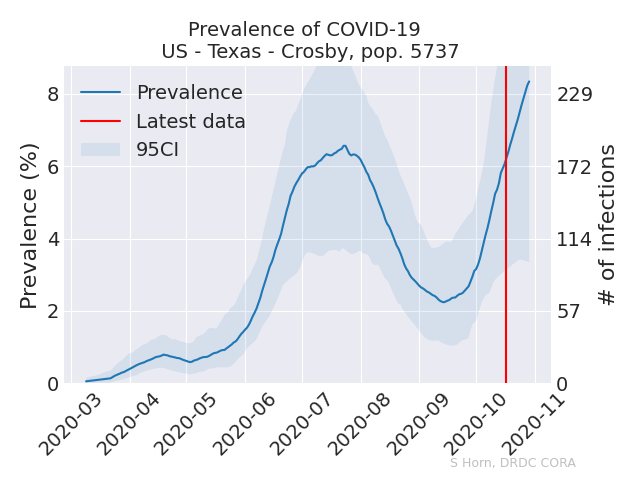 Prevalence of COVID-19
US - Texas - Crosby, pop. 5737
Prevalence
Latest data
95CI
Prevalence (%)
8
6
4
2
0
229
172
114
57
0
# of infections
2020-03
2020-04
2020-05
2020-06
2020-07
2020-08
2020-09
2020-10
2020-11
S Horn, DRDC CORA